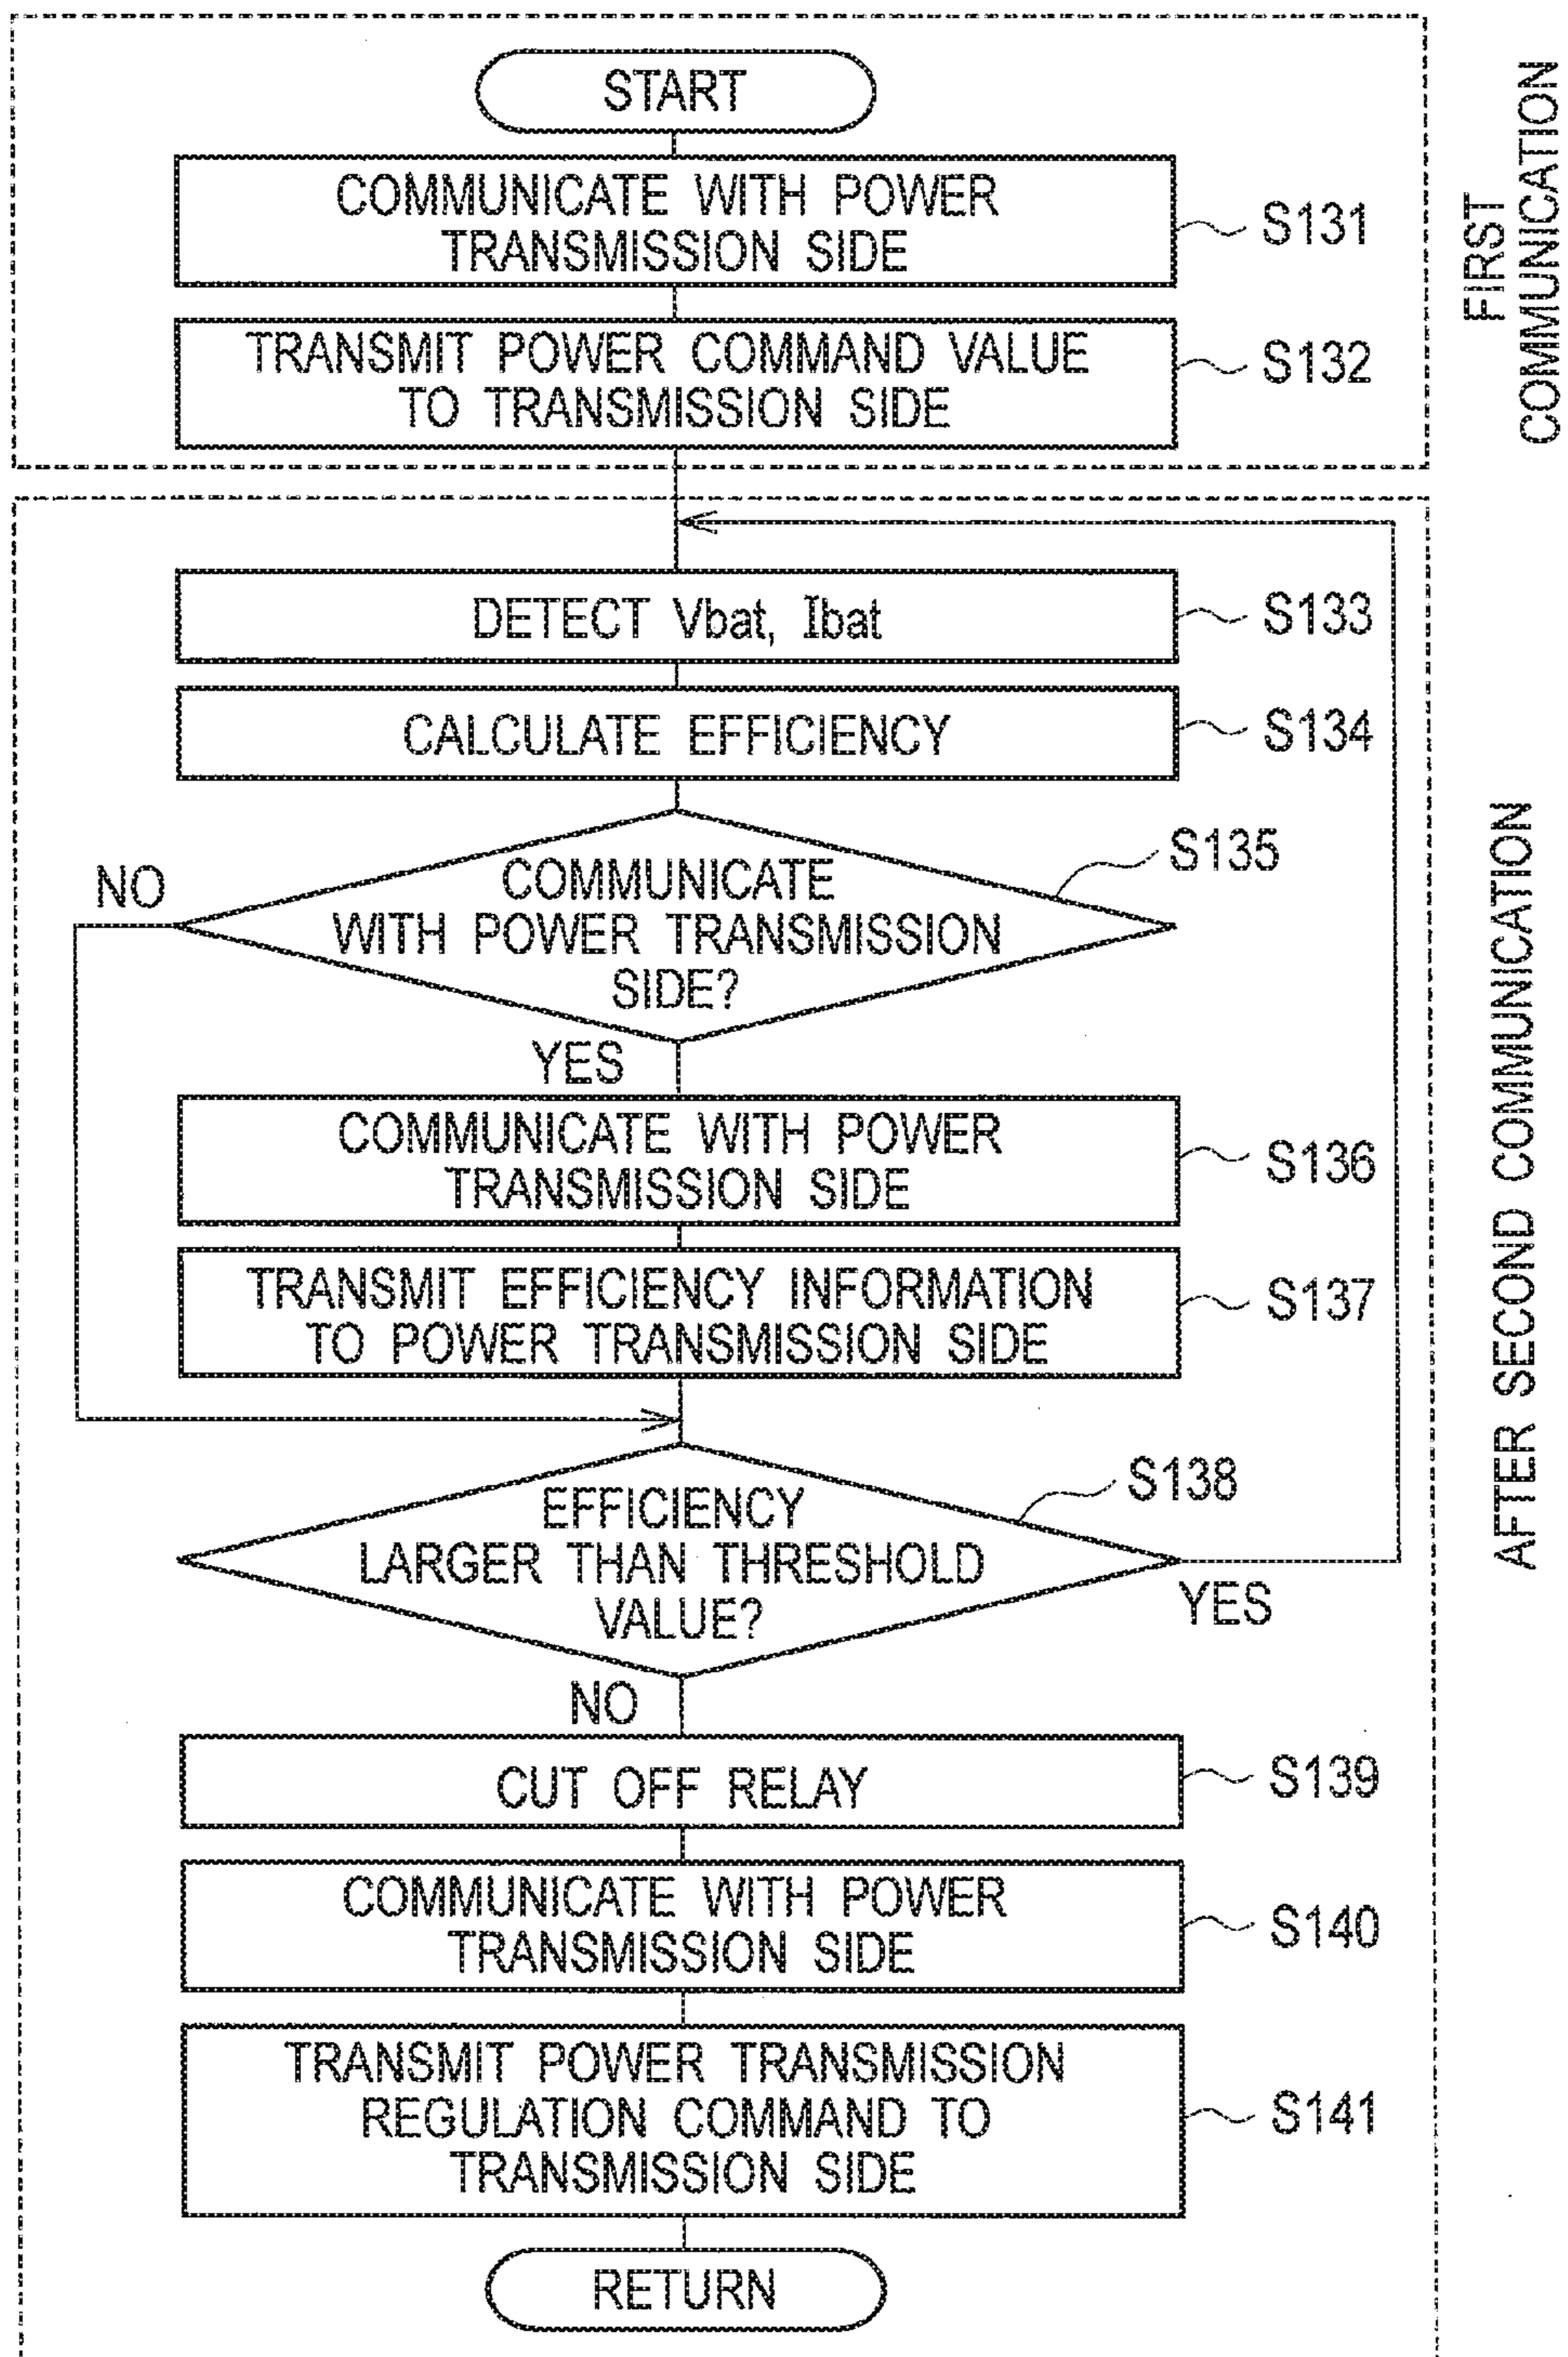 START
COMMUNICATE WITH POWER
TRANSMISSION SIDE
S131
TRANSMIT POWER COMMAND VALUE
TO TRANSMISSION SIDE
S132
FIRST
COMMUNICATION
DETECT Vbat, Ibat
S133
CALCULATE EFFICIENCY
S134
COMMUNICATE
WITH POWER TRANSMISSION
SIDE?
S135
NO
YES
COMMUNICATE WITH POWER
TRANSMISSION SIDE
S136
TRANSMIT EFFICIENCY INFORMATION
TO POWER TRANSMISSION SIDE
S137
EFFICIENCY
LARGER THAN THRESHOLD
VALUE?
S138
YES
NO
CUT OFF RELAY
S139
COMMUNICATE WITH POWER
TRANSMISSION SIDE
S140
TRANSMIT POWER TRANSMISSION
REGULATION COMMAND TO
TRANSMISSION SIDE
S141
RETURN
AFTER SECOND COMMUNICATION